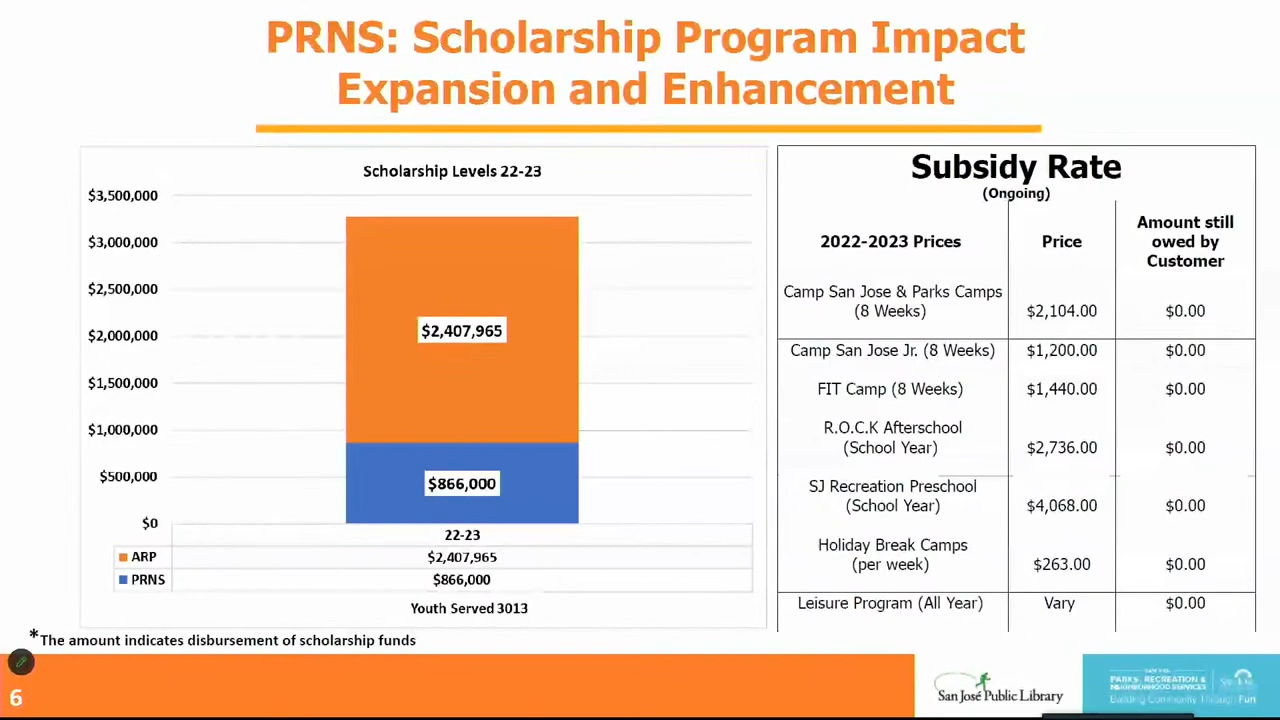 PRNS: Scholarship Program Impact
Expansion and Enhancement
Scholarship Levels 22-23
$3,500,000
$3,000,000
$2,500,000
$2,000,000
$1,500,000
$1,000,000
$500,000
$0
$2,407,965
$866,000
22-23
ARP $2,407,965
PRNS $866,000
Youth Served 3013
*The amount indicates disbursement of scholarship funds
Subsidy Rate
(Ongoing)
2022-2023 Prices
Price
Amount still
owed by
Customer
Camp San Jose & Parks Camps
(8 Weeks) $2,104.00 $0.00
Camp San Jose Jr. (8 Weeks) $1,200.00 $0.00
FIT Camp (8 Weeks) $1,440.00 $0.00
R.O.C.K Afterschool
(School Year) $2,736.00 $0.00
SJ Recreation Preschool
(School Year) $4,068.00 $0.00
Holiday Break Camps
(per week) $263.00 $0.00
Leisure Program (All Year) Vary $0.00
6
San José Public Library
PARKS, RECREATION &
NEIGHBORHOOD SERVICES
Building Community Through Fun